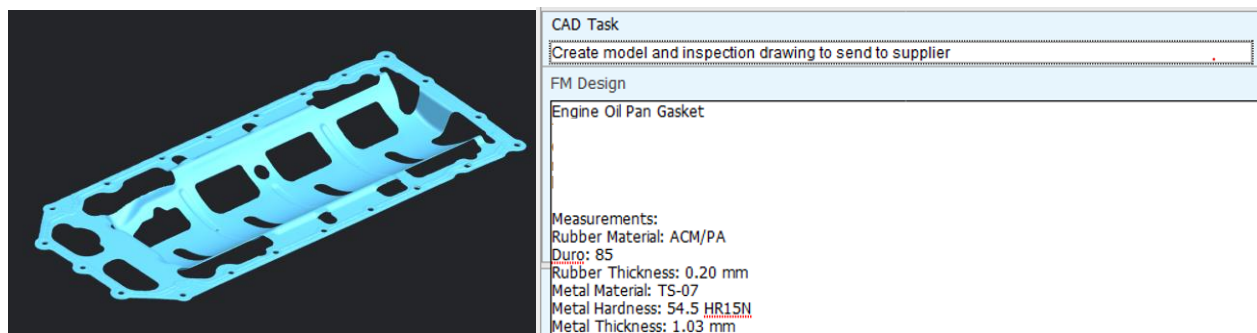 CAD Task
Create model and inspection drawing to send to supplier
FM Design
Engine Oil Pan Gasket
Measurements:
Rubber Material: ACM/PA
Duro: 85
Rubber Thickness: 0.20 mm
Metal Material: TS-07
Metal Hardness: 54.5 HR15N
Metal Thickness: 1.03 mm